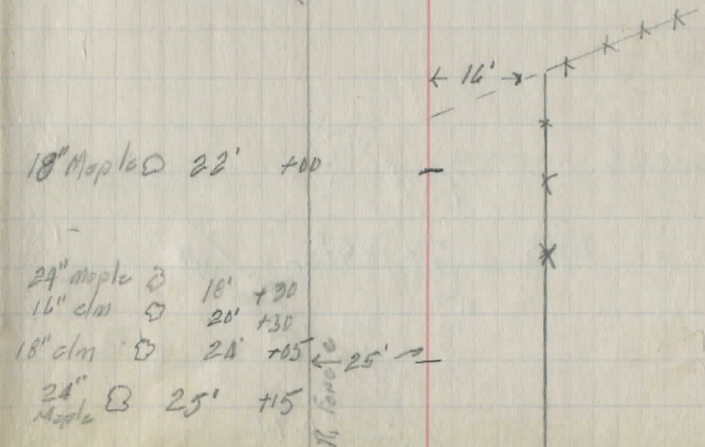 ← 16' →
18" Maple 22' +00
24" maple 18' +90
16" elm 20' +30
18" elm 24' +05 ← 25' →
24" Maple 25' +15